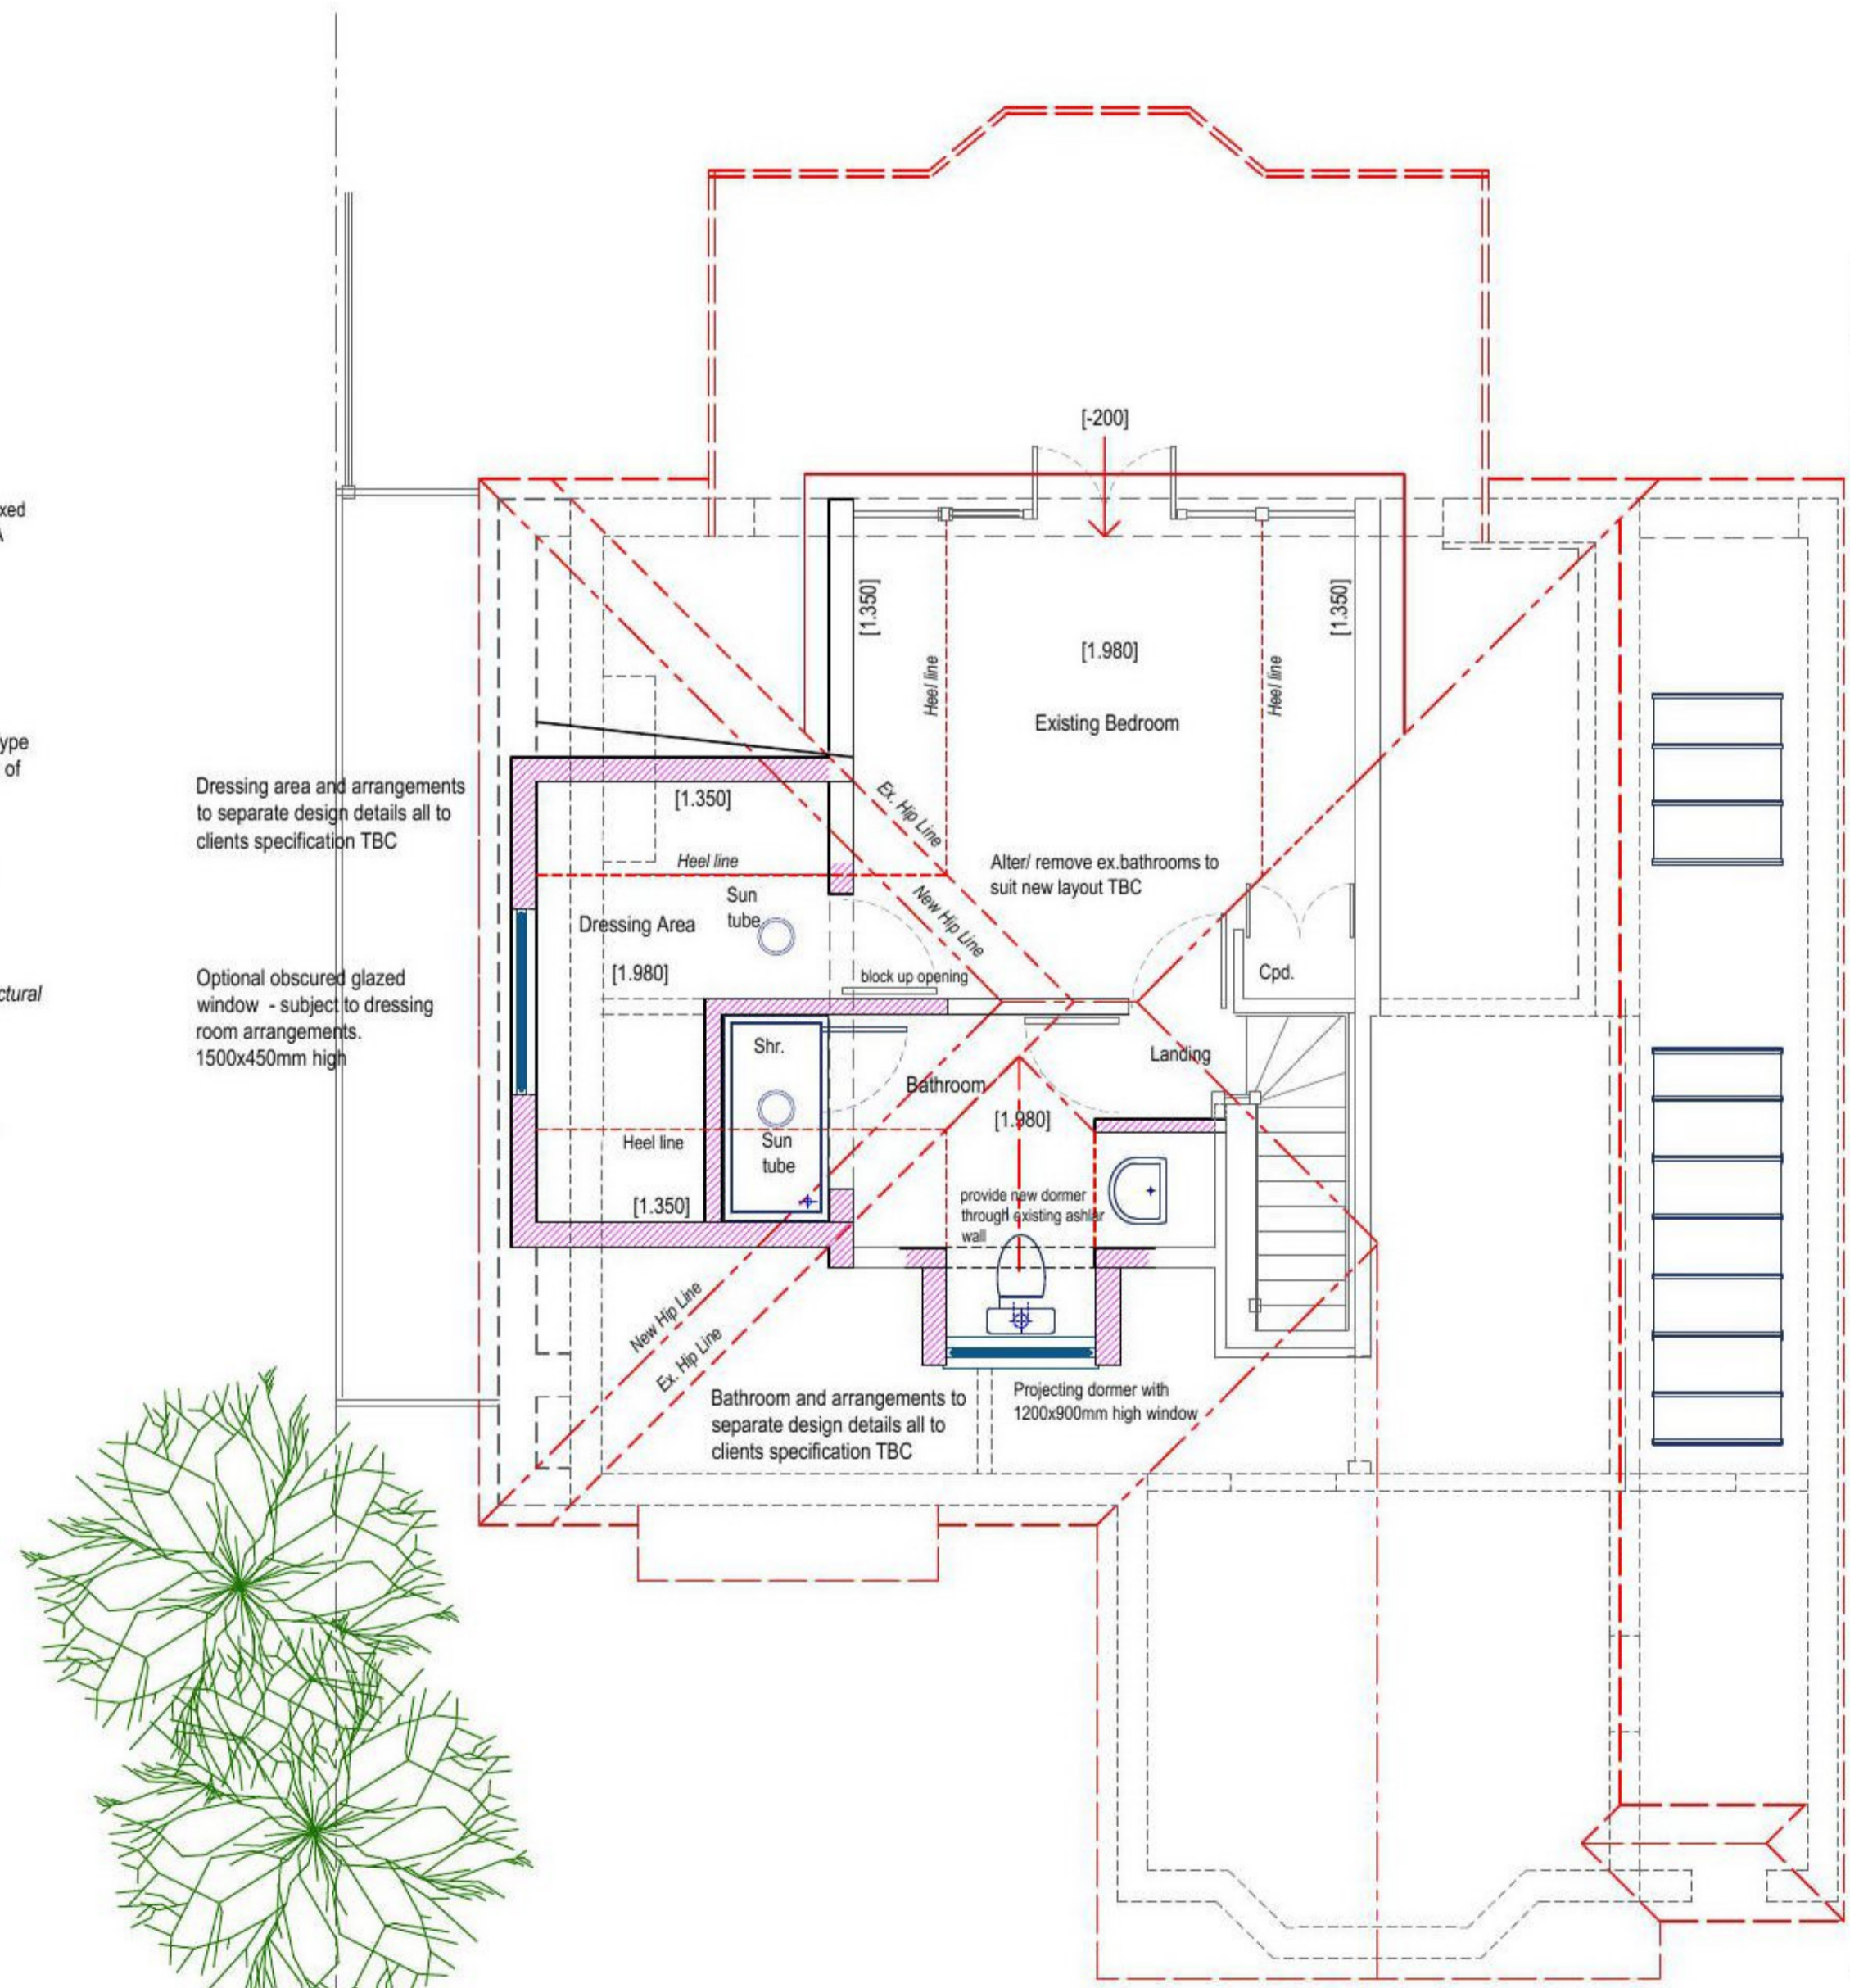 xed
A
ype
of
ctural
Dressing area and arrangements
to separate design details all to
clients specification TBC
Optional obscured glazed
window - subject to dressing
room arrangements.
1500x450mm high
[-200]
[1.350]
[1.350]
Heel line
[1.980]
Heel line
Existing Bedroom
Ex. Hip Line
Alter/ remove ex.bathrooms to
suit new layout TBC
[1.350]
Heel line
Sun
tube
Dressing Area
New Hip Line
[1.980]
block up opening
Cpd.
Shr.
Landing
Bathroom
[1.980]
Heel line
Sun
tube
[1.350]
provide new dormer
through existing ashlar
wall
New Hip Line
Ex. Hip Line
Bathroom and arrangements to
separate design details all to
clients specification TBC
Projecting dormer with
1200x900mm high window